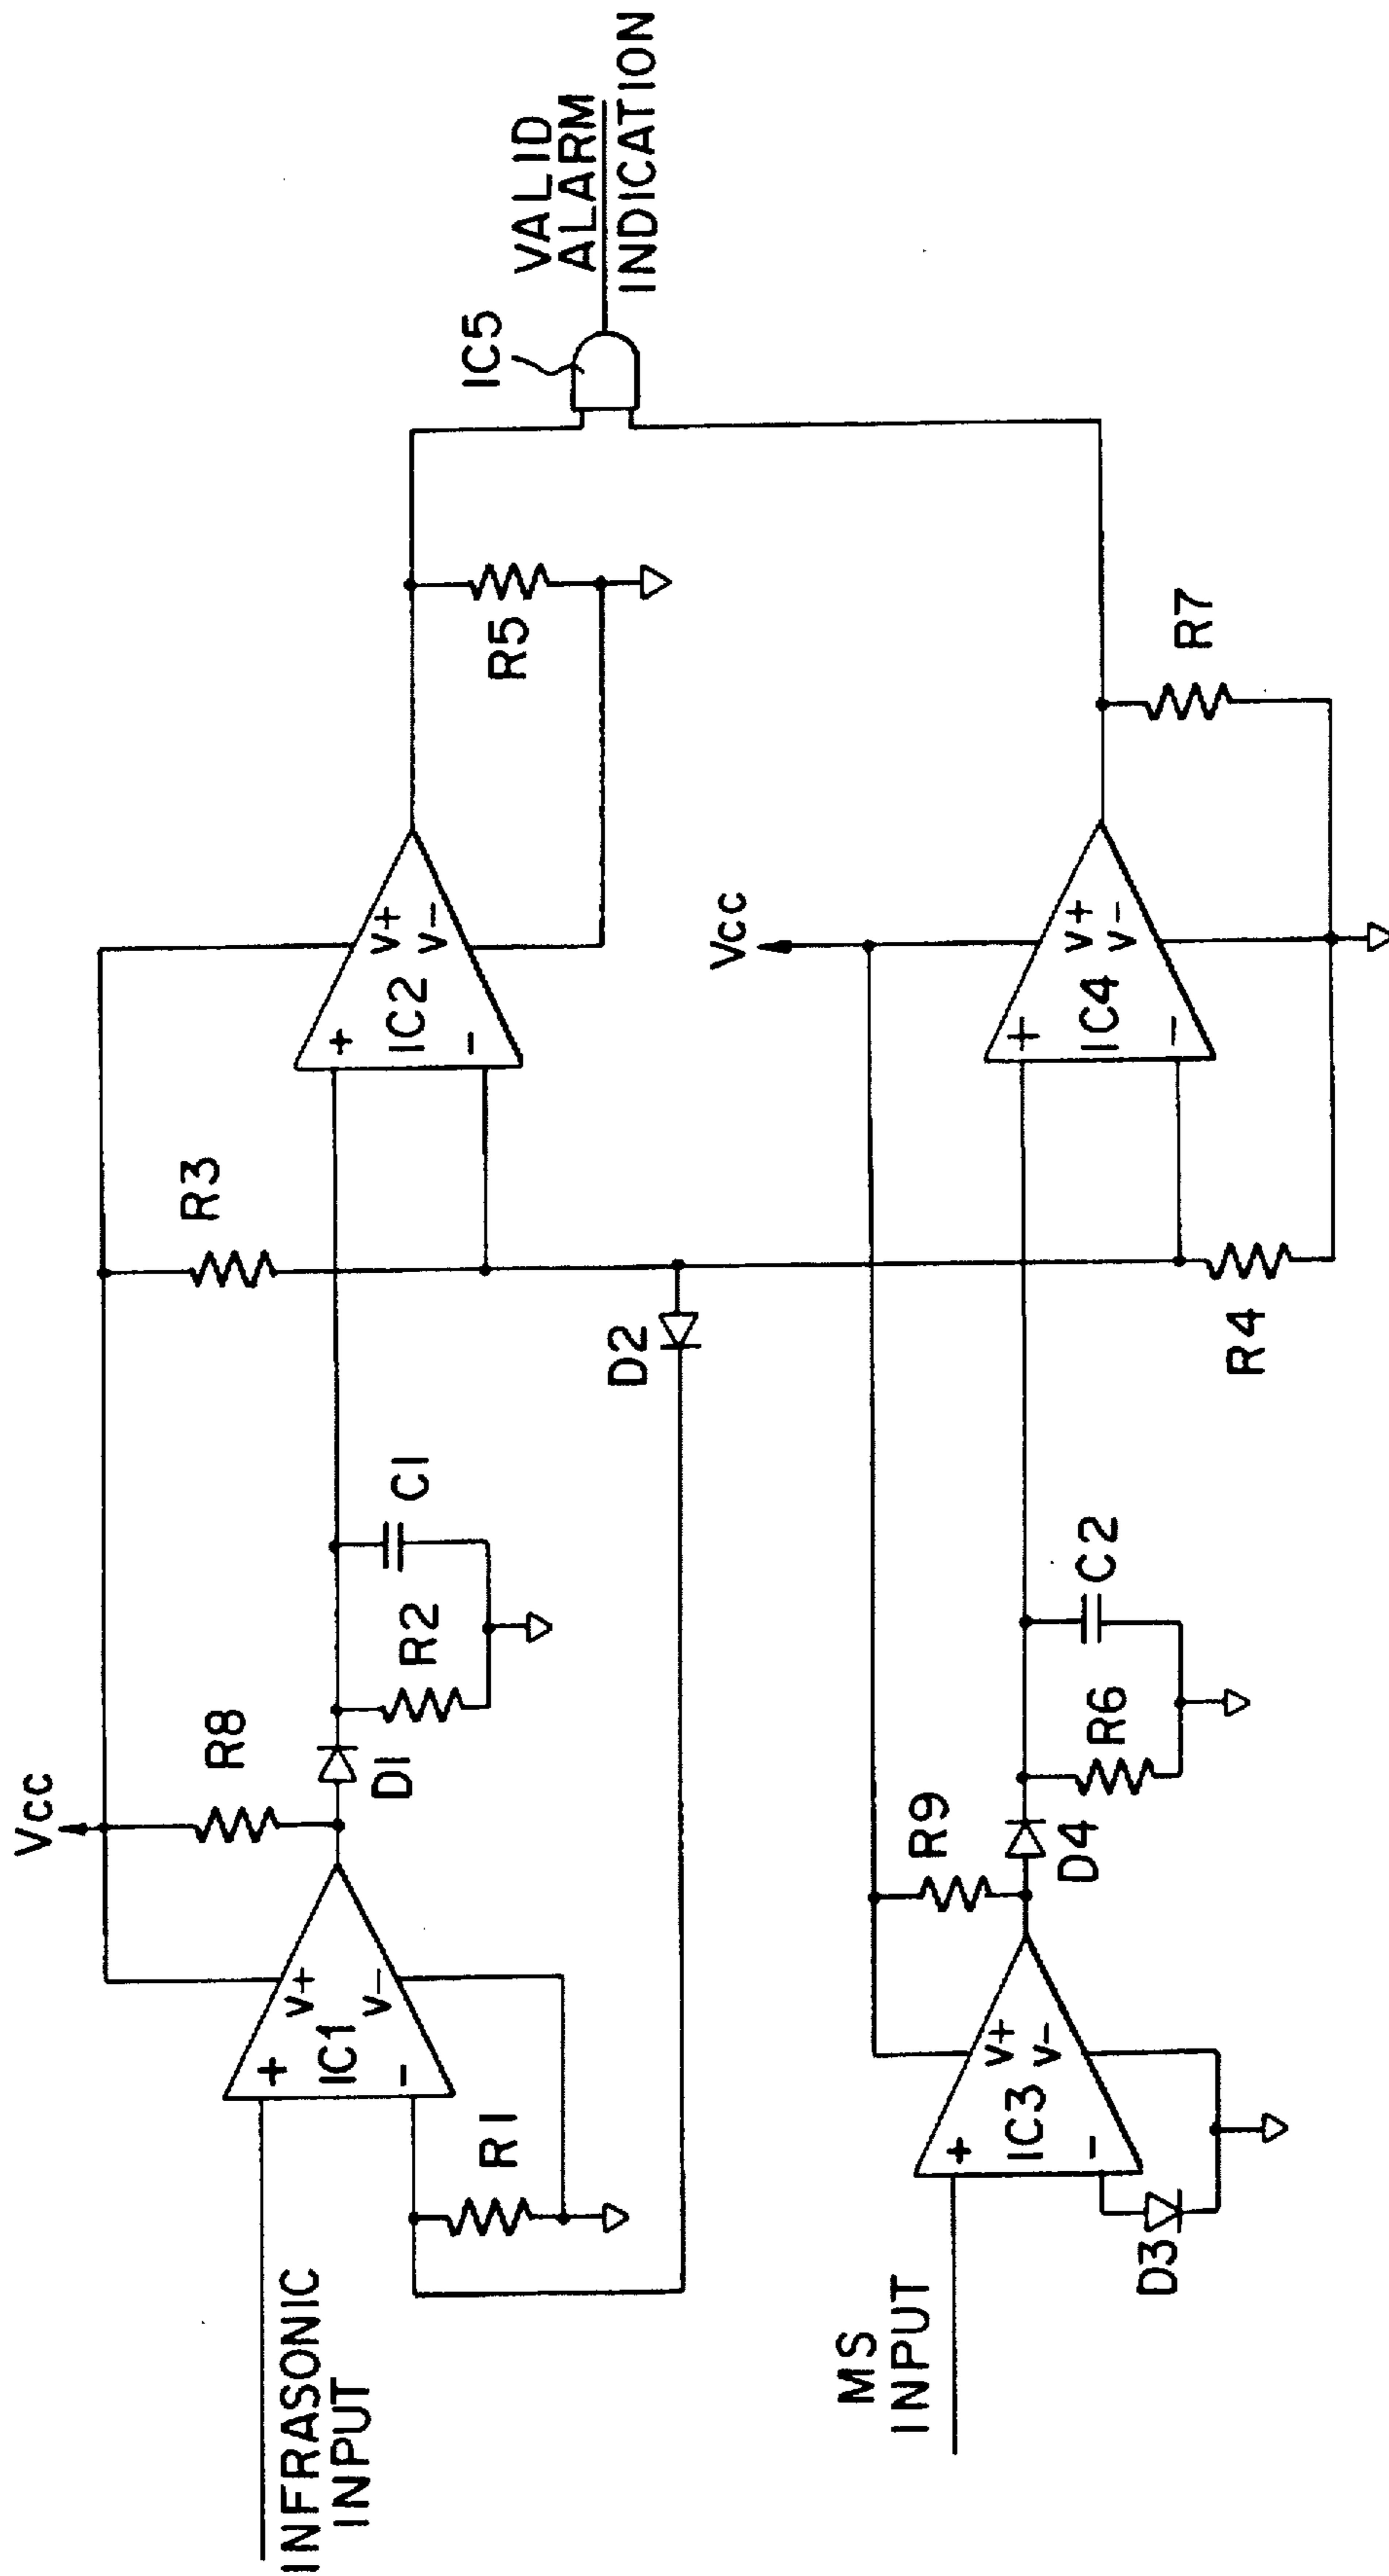 INFRASONIC
INPUT
Vcc
R8
R3
+
V+
IC1
V-
-
R1
D1
R2
C1
+
V+
IC2
V-
-
R5
D2
IC5
VALID
ALARM
INDICATION
MS
INPUT
Vcc
R9
+
V+
IC3
V-
-
D3
D4
R6
C2
+
V+
IC4
V-
-
R4
R7